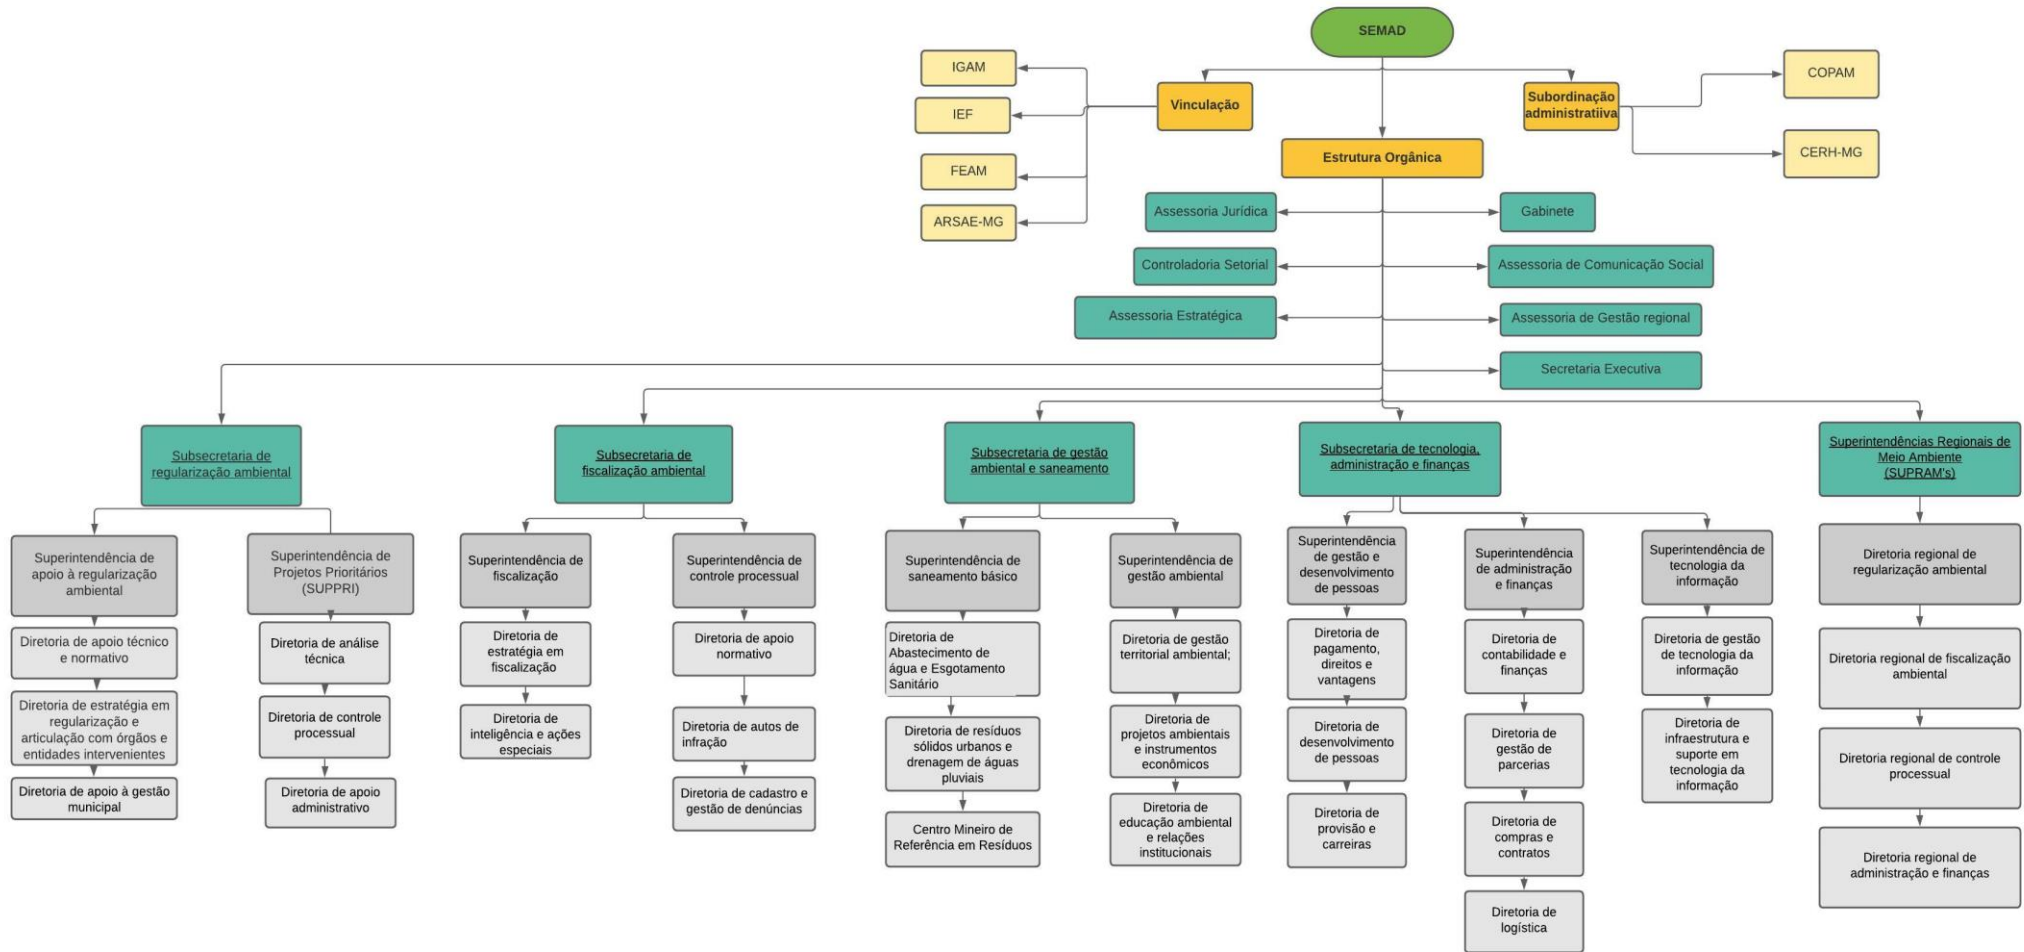 SEMAD
IGAM
IEF
FEAM
ARSAE-MG
Vinculação
Subordinação
administratiiva
COPAM
CERH-MG
Estrutura Orgânica
Assessoria Jurídica
Gabinete
Controladoria Setorial
Assessoria de Comunicação Social
Assessoria Estratégica
Assessoria de Gestão regional
Secretaria Executiva
Subsecretaria de
regularização ambiental
Superintendência de
apoio à regularização
ambiental
Diretoria de apoio técnico
e normativo
Diretoria de estratégia em
regularização e
articulação com órgãos e
entidades intervenientes
Diretoria de apoio à gestão
municipal
Superintendência de
Projetos Prioritários
(SUPPRI)
Diretoria de análise
técnica
Diretoria de controle
processual
Diretoria de apoio
administrativo
Subsecretaria de
fiscalização ambiental
Superintendência de
fiscalização
Diretoria de
estratégia em
fiscalização
Diretoria de
inteligência e ações
especiais
Superintendência de
controle processual
Diretoria de apoio
normativo
Diretoria de autos de
infração
Diretoria de cadastro e
gestão de denúncias
Subsecretaria de gestão
ambiental e saneamento
Superintendência de
saneamento básico
Diretoria de
Abastecimento de
água e Esgotamento
Sanitário
Diretoria de resíduos
sólidos urbanos e
drenagem de águas
pluviais
Centro Mineiro de
Referência em Resíduos
Superintendência de
gestão ambiental
Diretoria de gestão
territorial ambiental;
Diretoria de
projetos ambientais
e instrumentos
econômicos
Diretoria de
educação ambiental
e relações
institucionais
Subsecretaria de tecnologia,
administração e finanças
Superintendência
de gestão e
desenvolvimento
de pessoas
Diretoria de
pagamento,
direitos e
vantagens
Diretoria de
desenvolvimento
de pessoas
Diretoria de
provisão e
carreiras
Superintendência
de administração
e finanças
Diretoria de
contabilidade e
finanças
Diretoria de
gestão de
parcerias
Diretoria de
compras e
contratos
Diretoria de
logística
Superintendência de
tecnologia da
informação
Diretoria de gestão
de tecnologia da
informação
Diretoria de
infraestrutura e
suporte em
tecnologia da
informação
Superintendências Regionais de
Meio Ambiente
(SUPRAM's)
Diretoria regional de
regularização ambiental
Diretoria regional de fiscalização
ambiental
Diretoria regional de controle
processual
Diretoria regional de
administração e finanças